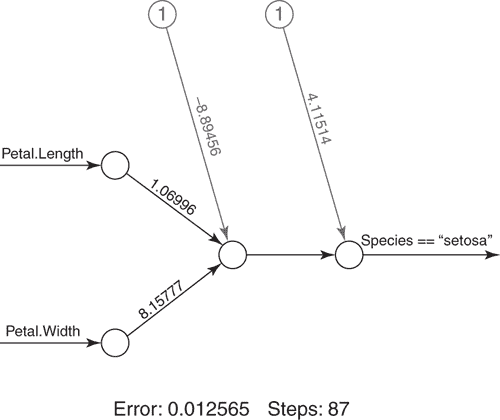 1 1
-8.89456
4.11514
Petal.Length
1.06996
Species == “setosa”
8.15777
Petal.Width
Error: 0.012565 Steps: 87